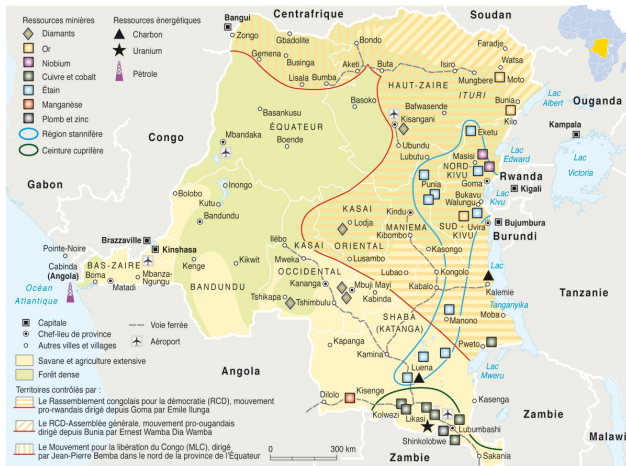 Ressources minières
Diamants
Or
Niobium
Cuivre et cobalt
Étain
Manganèse
Plomb et zinc
Région stannifère
Ceinture cuprifère
Ressources énergétiques
Charbon
Uranium
Pétrole
Centrafrique
Soudan
Bangui
Zongo
Gbadolite
Bondo
Faradje
Gemena
Businga
Aketi
Buta
Isiro
Watsa
Lisala
Bumba
Mungbere
Moto
HAUT-ZAIRE
ITURI
Lac
Albert
Basoko
Bafwasende
Bunia
Ouganda
Basankusu
Kisangani
Kilo
ÉQUATEUR
Kampala
Congo
Mbandaka
Boende
Ubundu
Eketu
Lubutu
Masisi
Lac
Edward
NORD-
KIVU
Lac
Victoria
Gabon
Inongo
Punia
Goma
Rwanda
Bolobo
Kutu
Bukavu
Lac
Kivu
Kigali
KASAI
Kindu
Walungu
Bandundu
Lodja
SUD-
KIVU
Uvira
Bujumbura
Brazzaville
ORIENTAL
MANIEMA
Burundi
Pointe-Noire
Kinshasa
Ilébo
KASAI
Kibombo
Cabinda
(Angola)
BAS-ZAIRE
Kenge
Kikwit
Mweka
Lusambo
Kasongo
Lac
Boma
Matadi
Mbanza-
Ngungu
OCCIDENTAL
Lubao
Kongolo
Océan
Atlantique
BANDUNDU
Kananga
Mbuji Mayi
Kabinda
Kabalo
Kalemie
Tanzanie
Tshikapa
Tshimbulu
Tanganyika
SHABA
(KATANGA)
Manono
Moba
Capitale
Chef-lieu de province
Autres villes et villages
Voie ferrée
Aéroport
Kapanga
Kamina
Pweto
Savane et agriculture extensive
Forêt dense
Angola
Luena
Lac
Mweru
Territoires contrôlés par :
Le Rassemblement congolais pour la démocratie (RCD), mouvement
pro-rwandais dirigé depuis Goma par Emile Ilunga
Le RCD-Assemblée générale, mouvement pro-ougandais
dirigé depuis Bunia par Ernest Wamba Dia Wamba
Le Mouvement pour la libération du Congo (MLC), dirigé
par Jean-Pierre Bemba dans le nord de la province de l'Équateur
Dilolo
Kisenge
Kasenga
Kolwezi
Likasi
Zambie
Lubumbashi
Shinkolobwe
0
300 km
Sakania
Zambie
Malawi